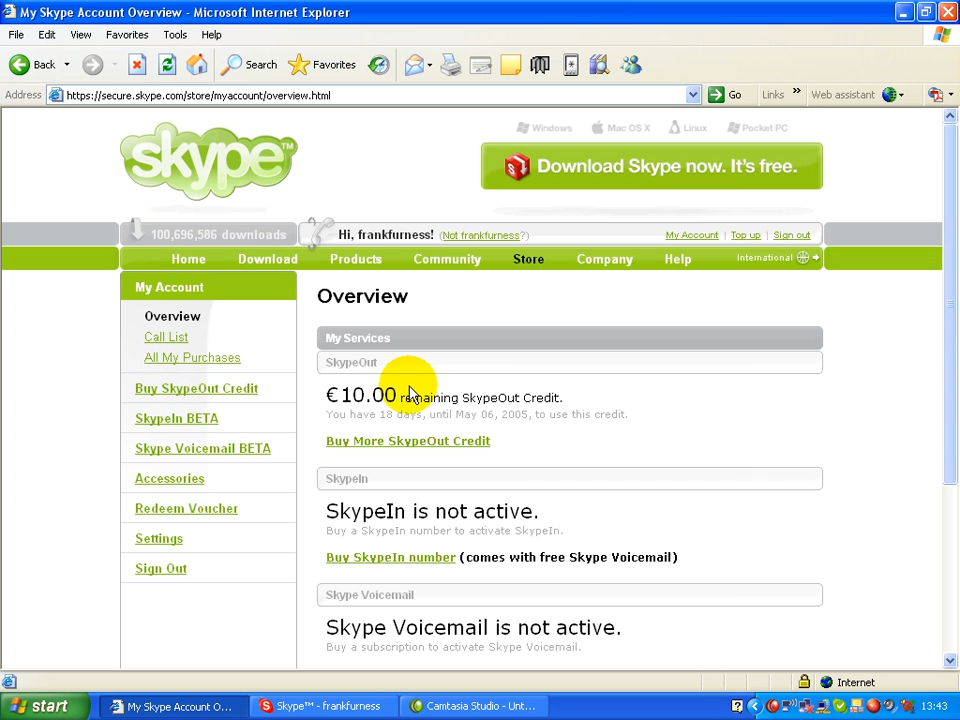 My Skype Account Overview - Microsoft Internet Explorer
File Edit View Favorites Tools Help
Back Search Favorites
Address https://secure.skype.com/store/myaccount/overview.html Go Links » Web assistant
Windows Mac OS X Linux Pocket PC
skype™
Download Skype now. It's free.
100,696,586 downloads
Hi, frankfurness! (Not frankfurness?)
My Account | Top up | Sign out
Home Download Products Community Store Company Help International
My Account
Overview
Call List
All My Purchases
Buy SkypeOut Credit
SkypeIn BETA
Skype Voicemail BETA
Accessories
Redeem Voucher
Settings
Sign Out
Overview
My Services
SkypeOut
€10.00 remaining SkypeOut Credit.
You have 18 days, until May 06, 2005, to use this credit.
Buy More SkypeOut Credit
SkypeIn
SkypeIn is not active.
Buy a SkypeIn number to activate SkypeIn.
Buy SkypeIn number (comes with free Skype Voicemail)
Skype Voicemail
Skype Voicemail is not active.
Buy a subscription to activate Skype Voicemail.
Internet
start My Skype Account O... Skype™ - frankfurness Camtasia Studio - Unt... 13:43